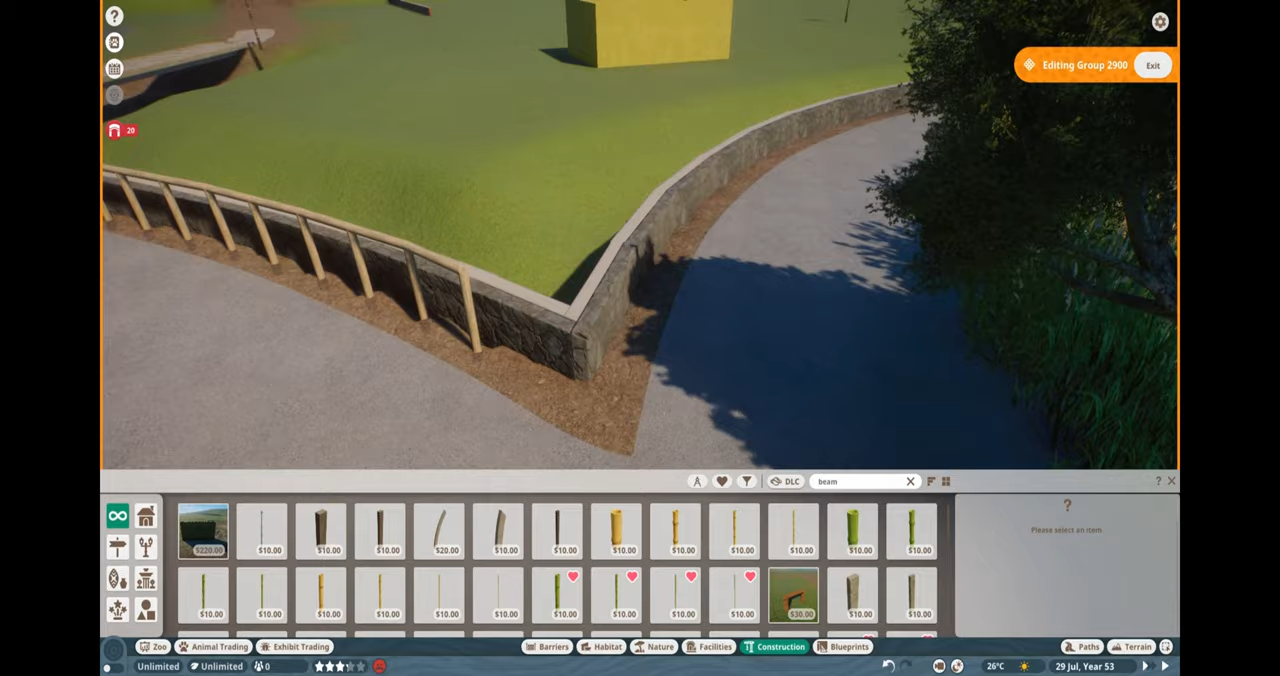 ?
Editing Group 2900 Exit
20
DLC beam
?
?
Please select an item
$220.00 $10.00 $10.00 $10.00 $20.00 $10.00 $10.00 $10.00 $10.00 $10.00 $10.00 $10.00 $10.00
$10.00 $10.00 $10.00 $10.00 $10.00 $10.00 $10.00 $10.00 $10.00 $10.00 $30.00 $10.00 $10.00
Zoo Animal Trading Exhibit Trading Barriers Habitat Nature Facilities Construction Blueprints Paths Terrain
Unlimited Unlimited 0 26°C 29 Jul, Year 53